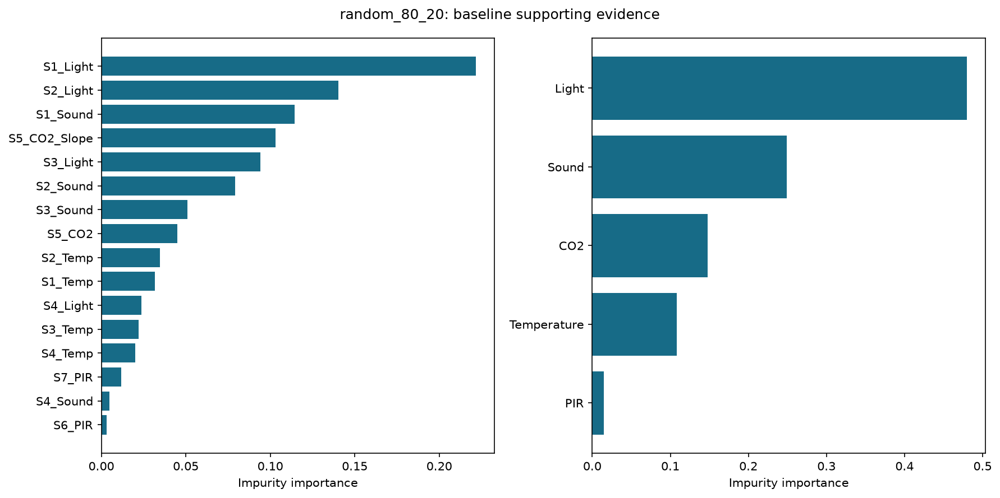 random_80_20: baseline supporting evidence
S1_Light
S2_Light
S1_Sound
S5_CO2_Slope
S3_Light
S2_Sound
S3_Sound
S5_CO2
S2_Temp
S1_Temp
S4_Light
S3_Temp
S4_Temp
S7_PIR
S4_Sound
S6_PIR
0.00 0.05 0.10 0.15 0.20
Impurity importance
Light
Sound
CO2
Temperature
PIR
0.0 0.1 0.2 0.3 0.4 0.5
Impurity importance